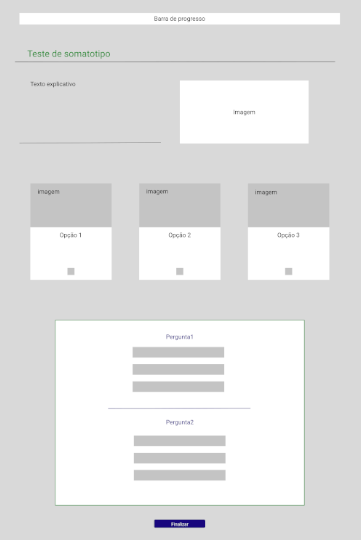 Barra de progresso
Teste de somatotipo
Texto explicativo
imagem
imagem
imagem
imagem
Opção 1
Opção 2
Opção 3
Pergunta1
Pergunta2
Finalizar